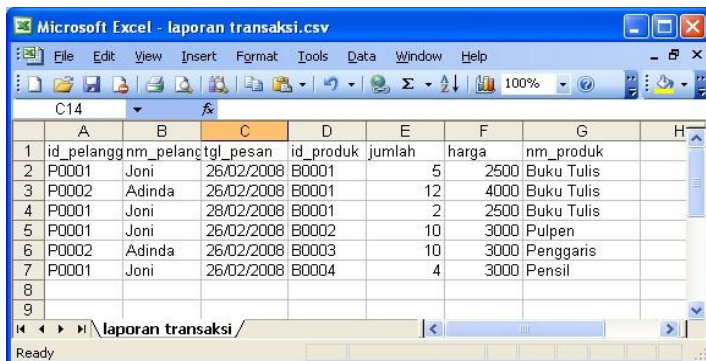 Microsoft Excel - laporan transaksi.csv
File Edit View Insert Format Tools Data Window Help
100%
C14 fx
A B C D E F G H
1 id_pelangg nm_pelang tgl_pesan id_produk jumlah harga nm_produk
2 P0001 Joni 26/02/2008 B0001 5 2500 Buku Tulis
3 P0002 Adinda 26/02/2008 B0001 12 4000 Buku Tulis
4 P0001 Joni 28/02/2008 B0001 2 2500 Buku Tulis
5 P0001 Joni 26/02/2008 B0002 10 3000 Pulpen
6 P0002 Adinda 26/02/2008 B0003 10 3000 Penggaris
7 P0001 Joni 26/02/2008 B0004 4 3000 Pensil
8
9
laporan transaksi
Ready